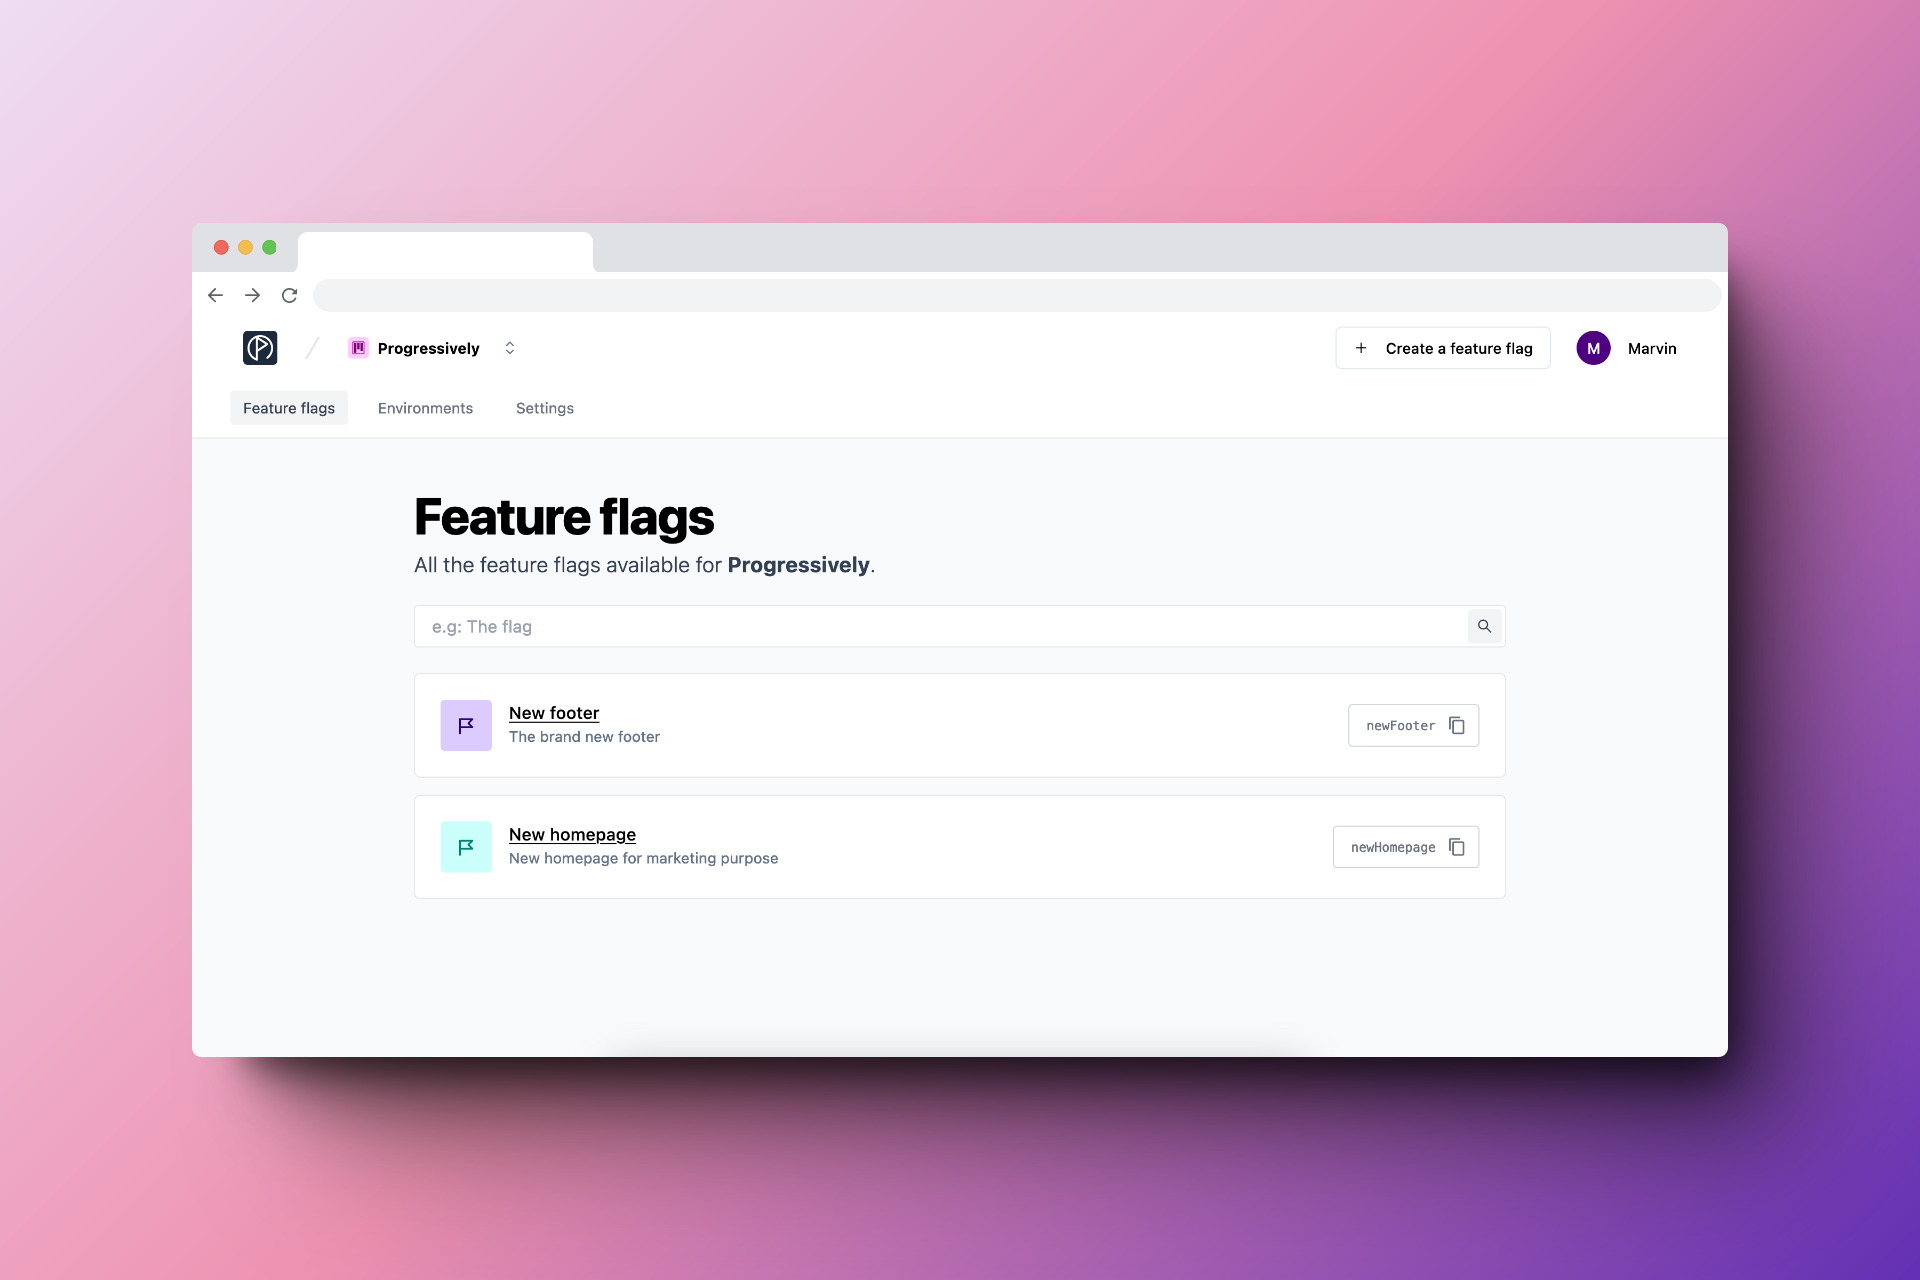 Progressively
Create a feature flag
M
Marvin
Feature flags
Environments
Settings
Feature flags
All the feature flags available for Progressively.
e.g: The flag
New footer
The brand new footer
newFooter
New homepage
New homepage for marketing purpose
newHomepage